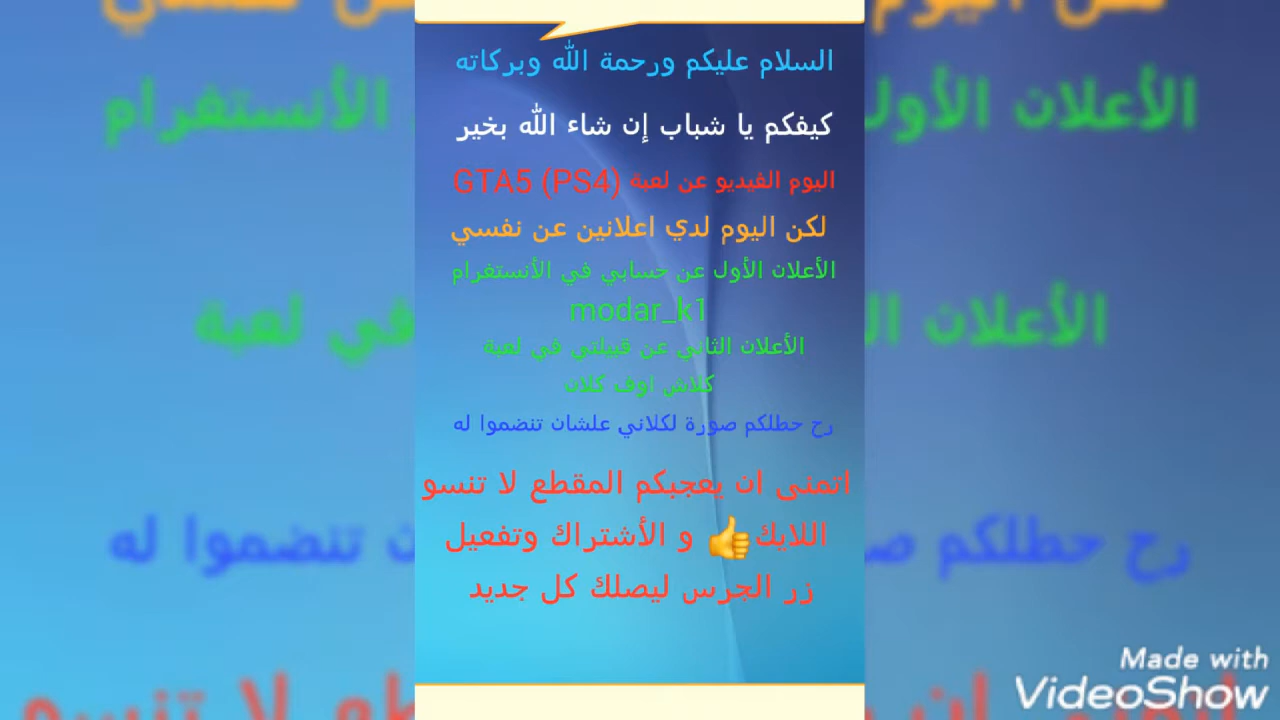 السلام عليكم ورحمة الله وبركاته
كيفكم يا شباب إن شاء الله بخير
اليوم الفيديو عن لعبة GTA5 (PS4)
لكن اليوم لدي اعلانين عن نفسي
الأعلان الأول عن حسابي في الأنستغرام
modar_k1
الأعلان الثاني عن قبيلتي في لعبة
كلاش اوف كلان
رح حطلكم صورة لكلاني علشان تنضموا له
اتمنى ان يعجبكم المقطع لا تنسو
اللايك👍 و الأشتراك وتفعيل
زر الجرس ليصلك كل جديد
Made with
VideoShow